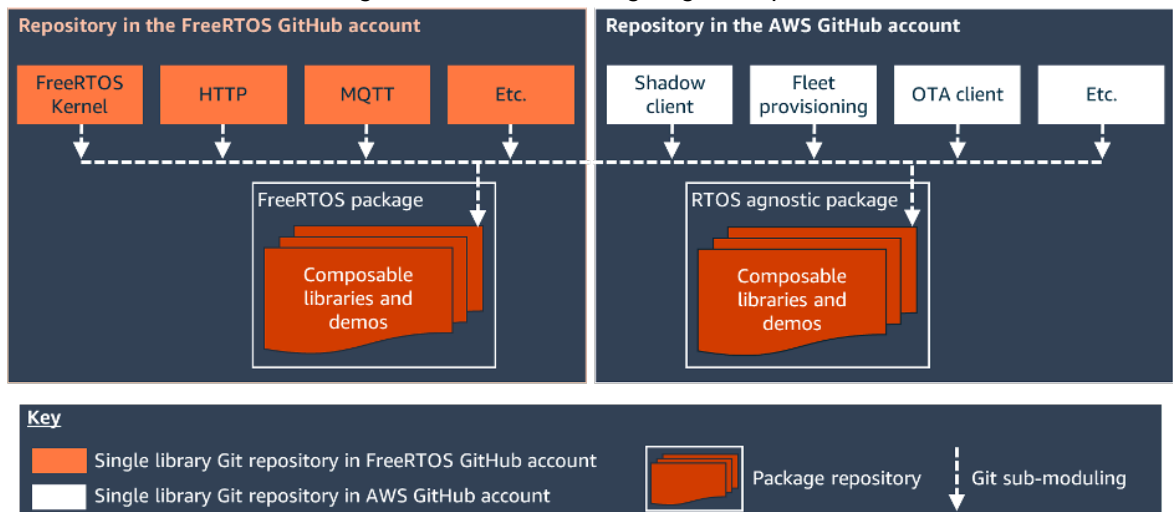 Repository in the FreeRTOS GitHub account
FreeRTOS
Kernel
HTTP
MQTT
Etc.
FreeRTOS package
Composable
libraries and
demos
Repository in the AWS GitHub account
Shadow
client
Fleet
provisioning
OTA client
Etc.
RTOS agnostic package
Composable
libraries and
demos
Key
Single library Git repository in FreeRTOS GitHub account
Single library Git repository in AWS GitHub account
Package repository
Git sub-moduling